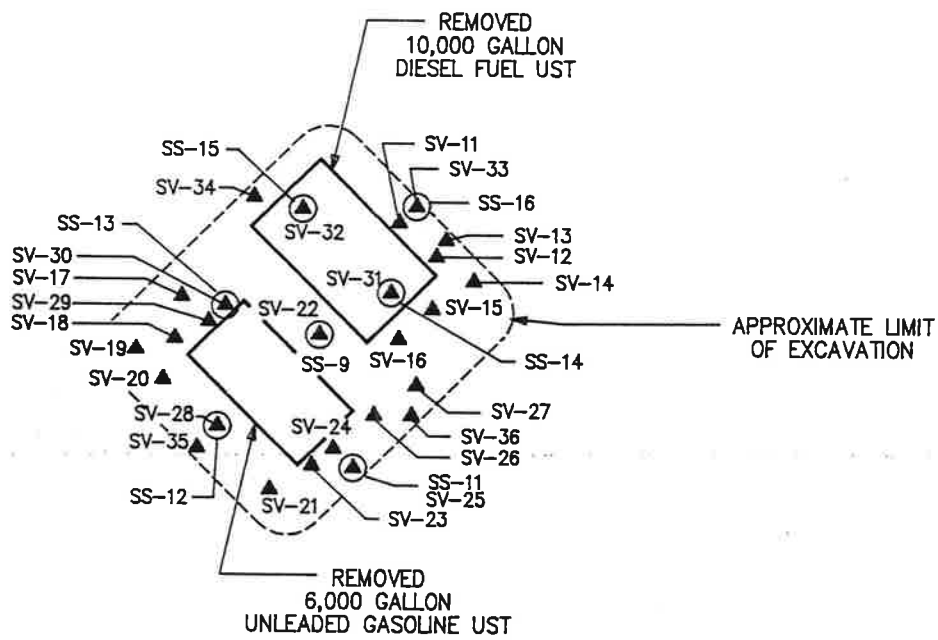 REMOVED
10,000 GALLON
DIESEL FUEL UST
SV-11
SS-15
SV-33
SV-34
SS-16
SS-13
SV-32
SV-13
SV-30
SV-12
SV-17
SV-31
SV-14
SV-29
SV-22
SV-15
SV-18
APPROXIMATE LIMIT
OF EXCAVATION
SV-19
SS-9
SV-16
SS-14
SV-20
SV-27
SV-28
SV-24
SV-36
SV-35
SV-26
SS-12
SS-11
SV-25
SV-21
SV-23
REMOVED
6,000 GALLON
UNLEADED GASOLINE UST